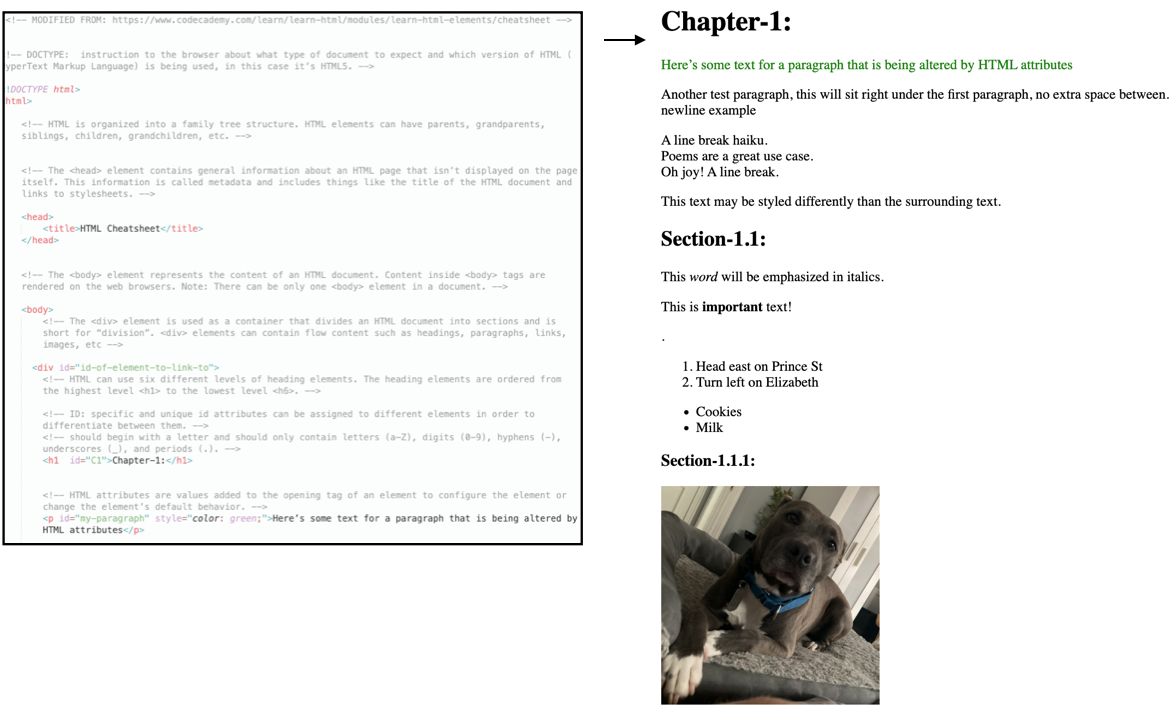 <!-- MODIFIED FROM: https://www.codecademy.com/learn/learn-html/modules/learn-html-elements/cheatsheet -->
!-- DOCTYPE:  instruction to the browser about what type of document to expect and which version of HTML (
yperText Markup Language) is being used, in this case it's HTML5. -->
!DOCTYPE html>
html>
<!-- HTML is organized into a family tree structure. HTML elements can have parents, grandparents,
siblings, children, grandchildren, etc. -->
<!-- The <head> element contains general information about an HTML page that isn't displayed on the page
itself. This information is called metadata and includes things like the title of the HTML document and
links to stylesheets. -->
<head>
<title>HTML Cheatsheet</title>
</head>
<!-- The <body> element represents the content of an HTML document. Content inside <body> tags are
rendered on the web browsers. Note: There can be only one <body> element in a document. -->
<body>
<!-- The <div> element is used as a container that divides an HTML document into sections and is
short for "division". <div> elements can contain flow content such as headings, paragraphs, links,
images, etc -->
<div id="id-of-element-to-link-to">
<!-- HTML can use six different levels of heading elements. The heading elements are ordered from
the highest level <h1> to the lowest level <h6>. -->
<!-- ID: specific and unique id attributes can be assigned to different elements in order to
differentiate between them. -->
<!-- should begin with a letter and should only contain letters (a-Z), digits (0-9), hyphens (-),
underscores (_), and periods (.). -->
<h1  id="C1">Chapter-1:</h1>
<!-- HTML attributes are values added to the opening tag of an element to configure the element or
change the element's default behavior. -->
<p id="my-paragraph" style="color: green;">Here's some text for a paragraph that is being altered by
HTML attributes</p>
Chapter-1:
Here's some text for a paragraph that is being altered by HTML attributes
Another test paragraph, this will sit right under the first paragraph, no extra space between.
newline example
A line break haiku.
Poems are a great use case.
Oh joy! A line break.
This text may be styled differently than the surrounding text.
Section-1.1:
This word will be emphasized in italics.
This is important text!
.
1. Head east on Prince St
2. Turn left on Elizabeth
• Cookies
• Milk
Section-1.1.1: